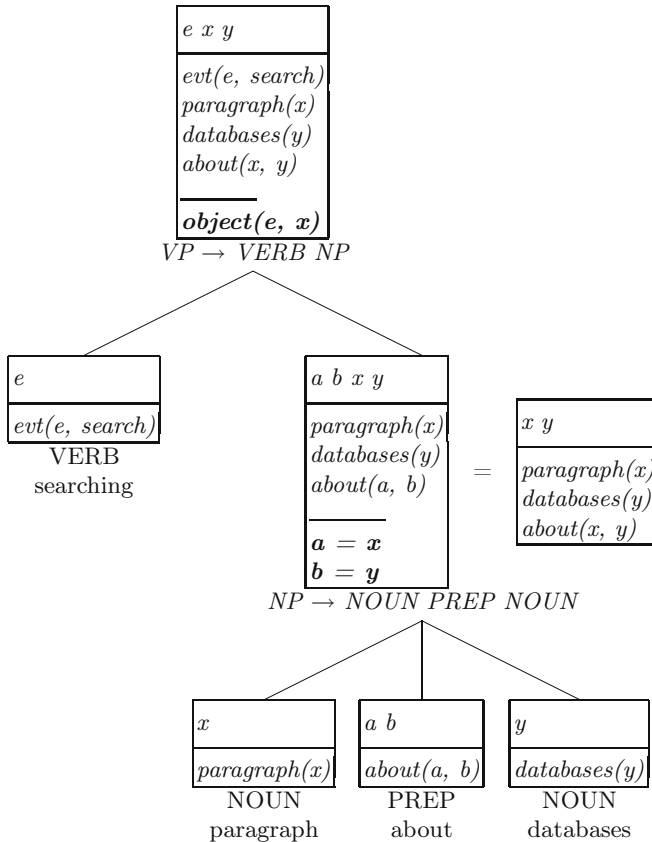 e x y
evt(e, search)
paragraph(x)
databases(y)
about(x, y)
object(e, x)
VP → VERB NP
e
evt(e, search)
VERB
searching
a b x y
paragraph(x)
databases(y)
about(a, b)
a = x
b = y
NP → NOUN PREP NOUN
=
x y
paragraph(x)
databases(y)
about(x, y)
x
paragraph(x)
NOUN
paragraph
a b
about(a, b)
PREP
about
y
databases(y)
NOUN
databases